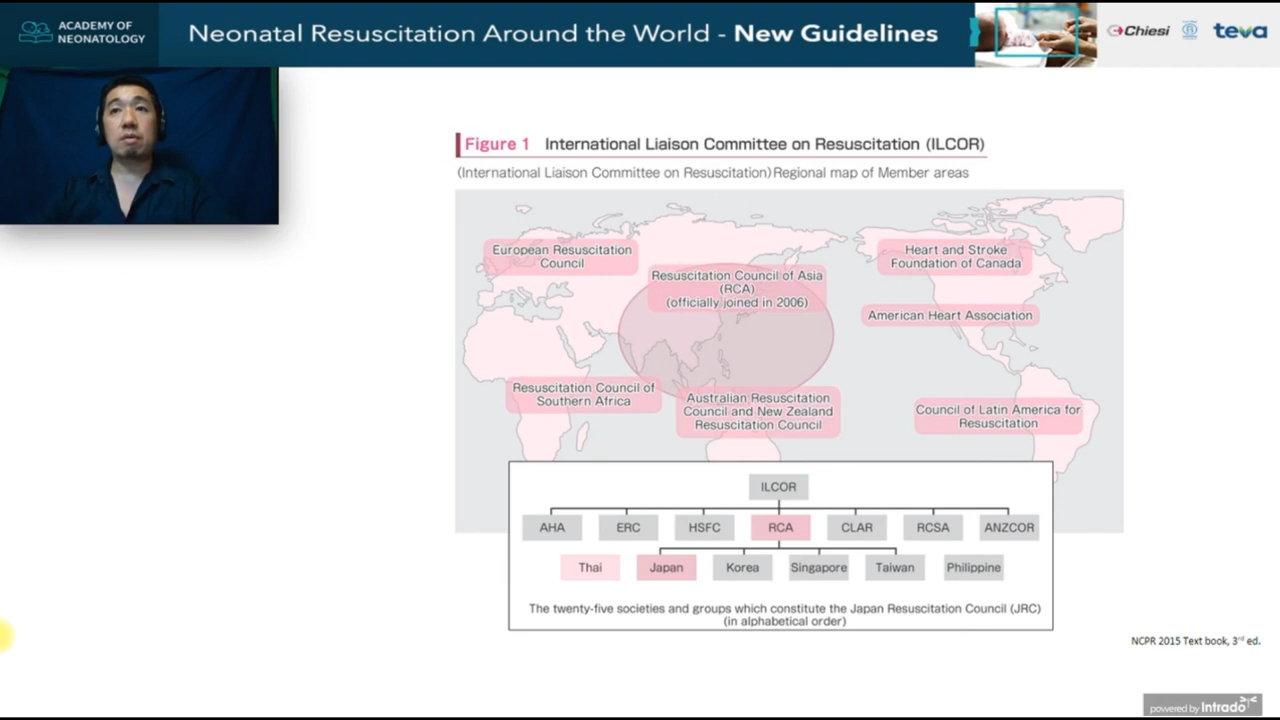 ACADEMY OF
NEONATOLOGY
Neonatal Resuscitation Around the World - New Guidelines
Chiesi
teva
Figure 1 International Liaison Committee on Resuscitation (ILCOR)
(International Liaison Committee on Resuscitation) Regional map of Member areas
European Resuscitation
Council
Resuscitation Council of Asia
(RCA)
(officially joined in 2006)
Heart and Stroke
Foundation of Canada
American Heart Association
Resuscitation Council of
Southern Africa
Australian Resuscitation
Council and New Zealand
Resuscitation Council
Council of Latin America for
Resuscitation
ILCOR
AHA ERC HSFC RCA CLAR RCSA ANZCOR
Thai Japan Korea Singapore Taiwan Philippine
The twenty-five societies and groups which constitute the Japan Resuscitation Council (JRC)
(in alphabetical order)
NCPR 2015 Text book, 3rd ed.
powered by Intrado